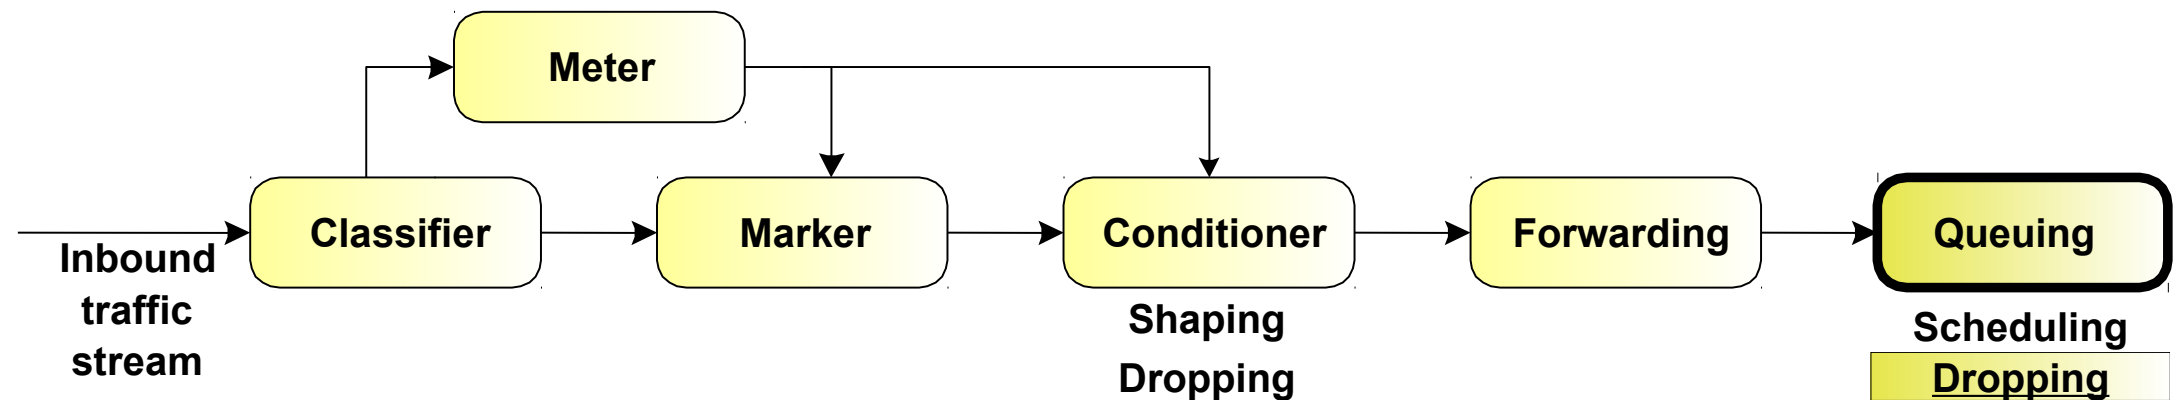 Meter
Classifier
Marker
Conditioner
Forwarding
Queuing
Inbound
traffic
stream
Shaping
Dropping
Scheduling
Dropping